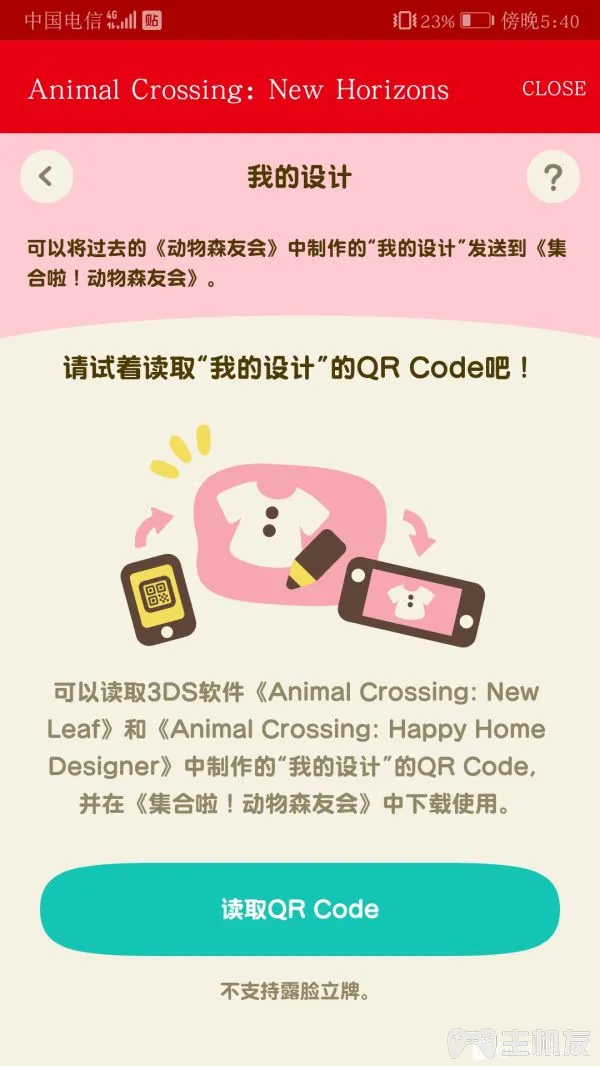 中国电信 4G 贴 23% 傍晚5:40
Animal Crossing: New Horizons CLOSE
我的设计 ?
可以将过去的《动物森友会》中制作的“我的设计”发送到《集
合啦！动物森友会》。
请试着读取“我的设计”的QR Code吧！
可以读取3DS软件《Animal Crossing: New
Leaf》和《Animal Crossing: Happy Home
Designer》中制作的“我的设计”的QR Code,
并在《集合啦！动物森友会》中下载使用。
读取QR Code
不支持露脸立牌。
主机友